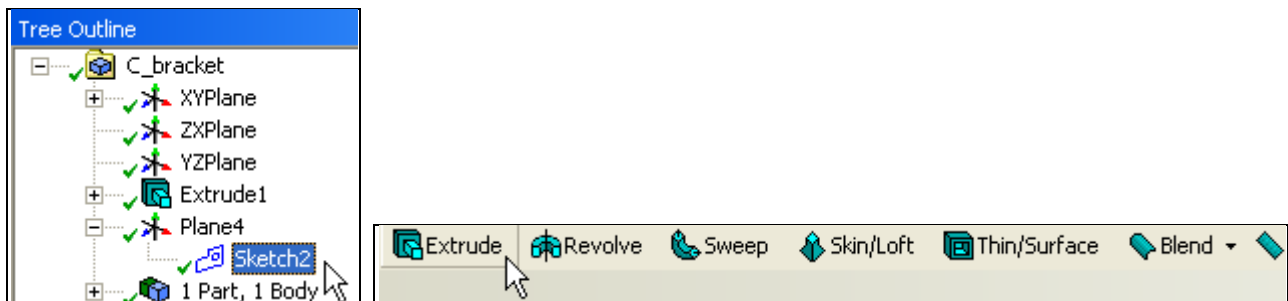 Tree Outline
C_bracket
XYPlane
ZXPlane
YZPlane
Extrude1
Plane4
Sketch2
1 Part, 1 Body
Extrude Revolve Sweep Skin/Loft Thin/Surface Blend